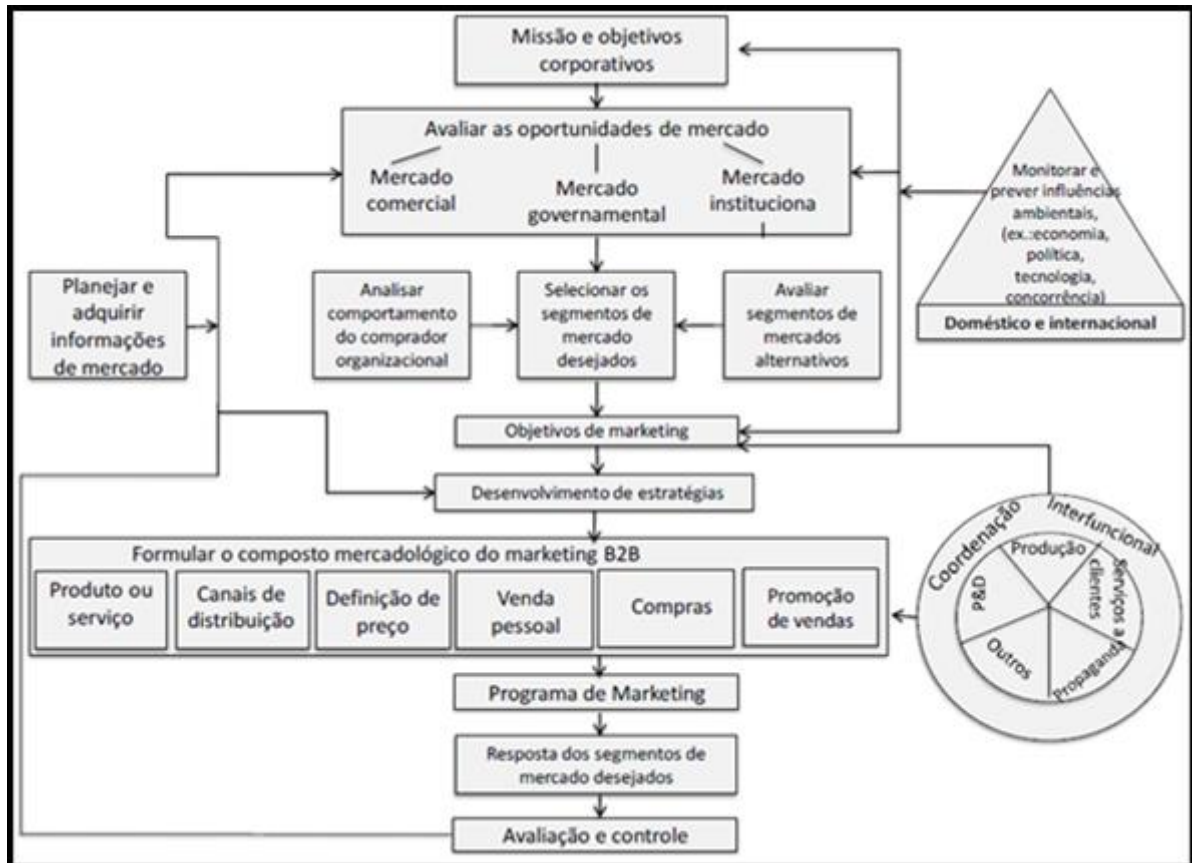 Missão e objetivos
corporativos
Avaliar as oportunidades de mercado
Mercado
comercial
Mercado
governamental
Mercado
instituciona
Monitorar e
prever influências
ambientais,
(ex.:economia,
política,
tecnologia,
concorrência)
Doméstico e internacional
Planejar e
adquirir
informações
de mercado
Analisar
comportamento
do comprador
organizacional
Selecionar os
segmentos de
mercado
desejados
Avaliar
segmentos de
mercados
alternativos
Objetivos de marketing
Desenvolvimento de estratégias
Formular o composto mercadológico do marketing B2B
Produto ou
serviço
Canais de
distribuição
Definição de
preço
Venda
pessoal
Compras
Promoção
de vendas
Coordenação
Interfuncional
Produção
Serviços a
clientes
Propaganda
Outros
P&D
Programa de Marketing
Resposta dos segmentos de
mercado desejados
Avaliação e controle